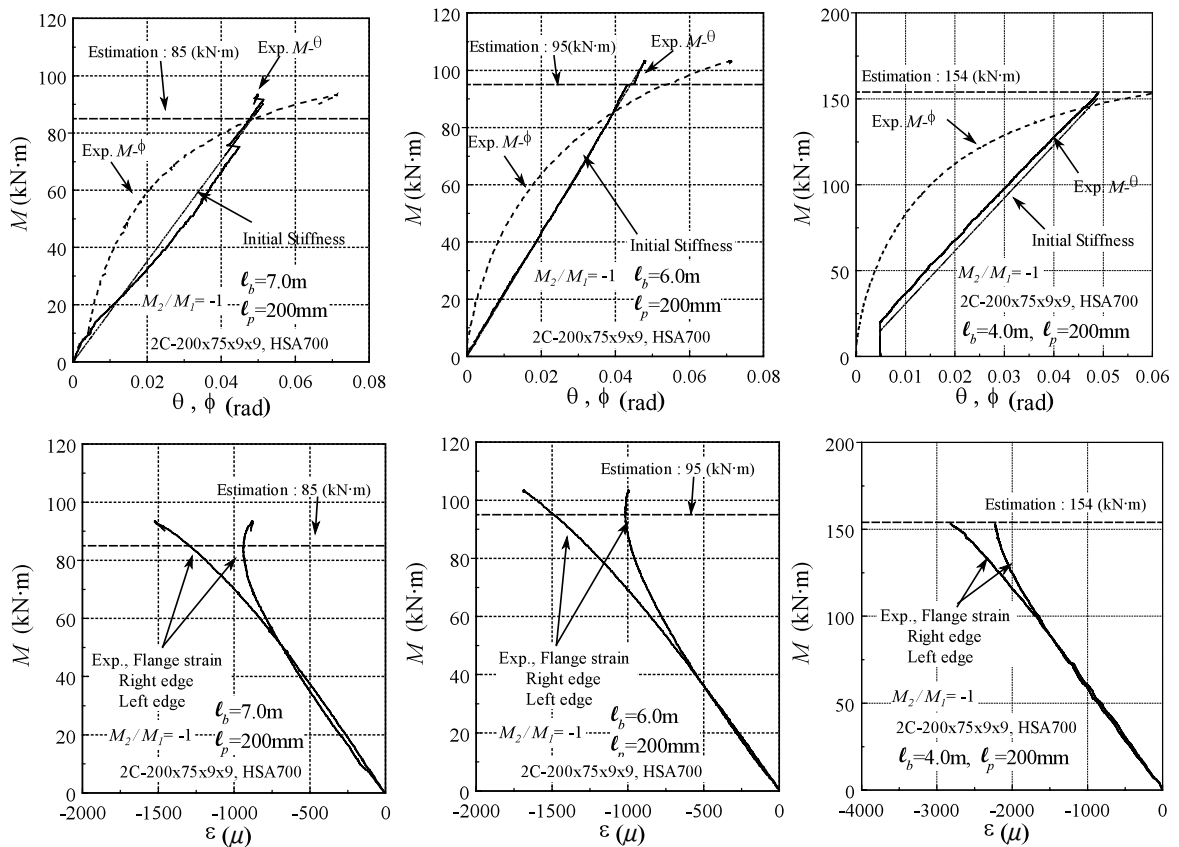 120
100
80
60
40
20
0
M (kN·m)
Estimation : 85 (kN·m)
Exp. M-θ
Exp. M-ϕ
Initial Stiffness
ℓb=7.0m
M2/M1= -1
ℓp=200mm
2C-200x75x9x9, HSA700
0 0.02 0.04 0.06 0.08
θ , ϕ (rad)
120
100
80
60
40
20
0
M (kN·m)
Estimation : 95(kN·m)
Exp. M-θ
Exp. M-ϕ
Initial Stiffness
M2/M1= -1 ℓb=6.0m
ℓp=200mm
2C-200x75x9x9, HSA700
0 0.02 0.04 0.06 0.08
θ , ϕ (rad)
200
150
100
50
0
M (kN·m)
Estimation : 154 (kN·m)
Exp. M-ϕ
Exp. M-θ
Initial Stiffness
M2/M1= -1
2C-200x75x9x9, HSA700
ℓb=4.0m, ℓp=200mm
0 0.01 0.02 0.03 0.04 0.05 0.06
θ , ϕ (rad)
120
100
80
60
40
20
0
M (kN·m)
Estimation : 85 (kN·m)
Exp., Flange strain
Right edge
Left edge
ℓb=7.0m
M2/M1= -1
ℓp=200mm
2C-200x75x9x9, HSA700
-2000 -1500 -1000 -500 0
ε (μ)
120
100
80
60
40
20
0
M (kN·m)
Estimation : 95 (kN·m)
Exp., Flange strain
Right edge
Left edge
ℓb=6.0m
M2/M1= -1
ℓp=200mm
2C-200x75x9x9, HSA700
-2000 -1500 -1000 -500 0
ε (μ)
200
150
100
50
0
M (kN·m)
Estimation : 154 (kN·m)
Exp., Flange strain
Right edge
Left edge
M2/M1= -1
2C-200x75x9x9, HSA700
ℓb=4.0m, ℓp=200mm
-4000 -3000 -2000 -1000 0
ε (μ)